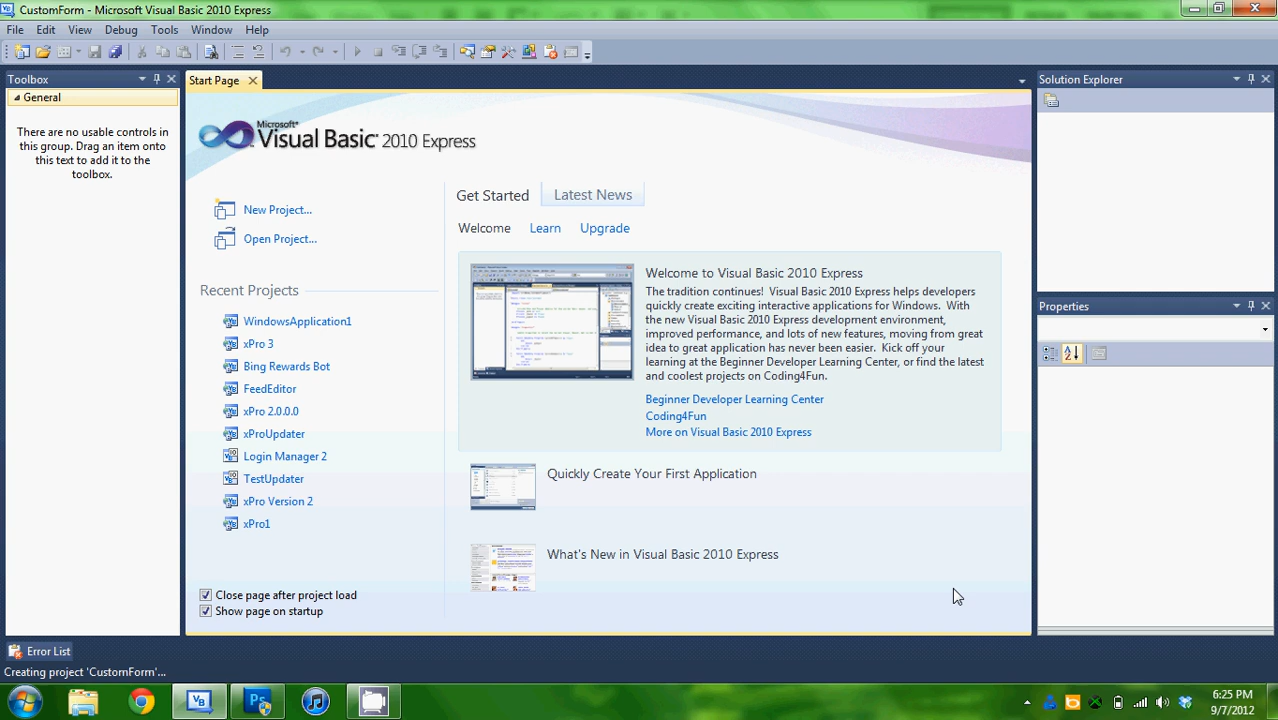 CustomForm - Microsoft Visual Basic 2010 Express
File Edit View Debug Tools Window Help
Toolbox
General
There are no usable controls in
this group. Drag an item onto
this text to add it to the
toolbox.
Start Page
Microsoft®
Visual Basic® 2010 Express
New Project...
Open Project...
Recent Projects
WindowsApplication1
xPro 3
Bing Rewards Bot
FeedEditor
xPro 2.0.0.0
xProUpdater
Login Manager 2
TestUpdater
xPro Version 2
xPro1
Close page after project load
Show page on startup
Get Started Latest News
Welcome Learn Upgrade
Welcome to Visual Basic 2010 Express
The tradition continues! Visual Basic 2010 Express helps developers
quickly create exciting interactive applications for Windows. With
the new Visual Basic 2010 Express development environment,
improved performance, and lots of new features, moving from great
idea to great application has never been easier. Kick off your
learning at the Beginner Developer Learning Center, or find the latest
and coolest projects on Coding4Fun.
Beginner Developer Learning Center
Coding4Fun
More on Visual Basic 2010 Express
Quickly Create Your First Application
What's New in Visual Basic 2010 Express
Solution Explorer
Properties
Error List
Creating project 'CustomForm'...
6:25 PM
9/7/2012